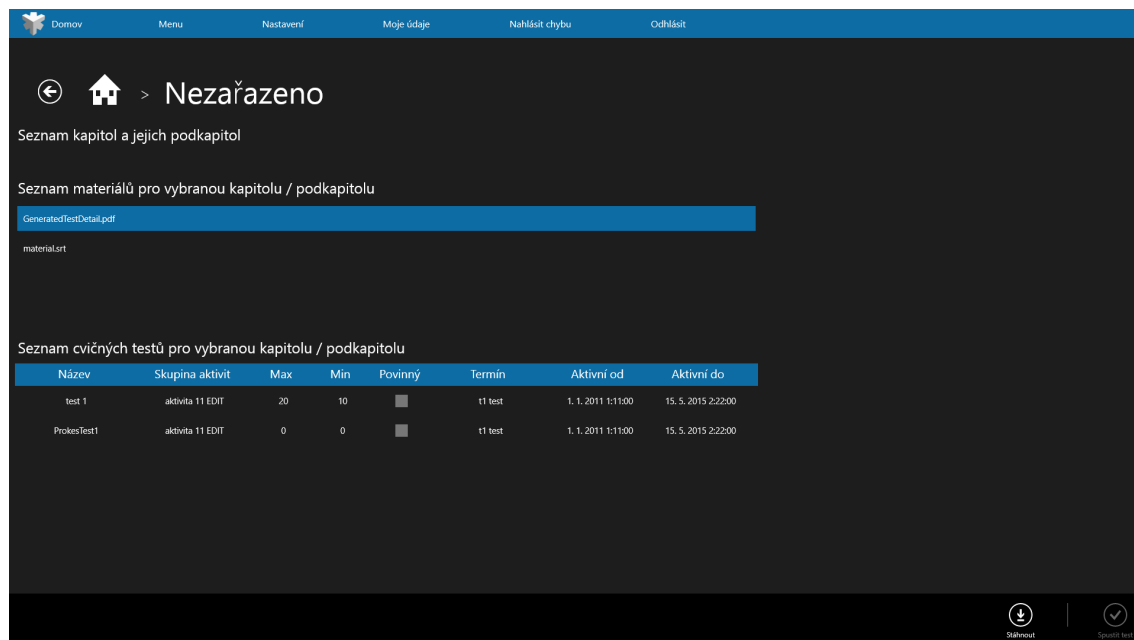 Domov Menu Nastavení Moje údaje Nahlásit chybu Odhlásit
> Nezařazeno
Seznam kapitol a jejich podkapitol
Seznam materiálů pro vybranou kapitolu / podkapitolu
GeneratedTestDetail.pdf
material.srt
Seznam cvičných testů pro vybranou kapitolu / podkapitolu
Název Skupina aktivit Max Min Povinný Termín Aktivní od Aktivní do
test 1 aktivita 11 EDIT 20 10 t1 test 1. 1. 2011 1:11:00 15. 5. 2015 2:22:00
ProkesTest1 aktivita 11 EDIT 0 0 t1 test 1. 1. 2011 1:11:00 15. 5. 2015 2:22:00
Stáhnout Spustit test